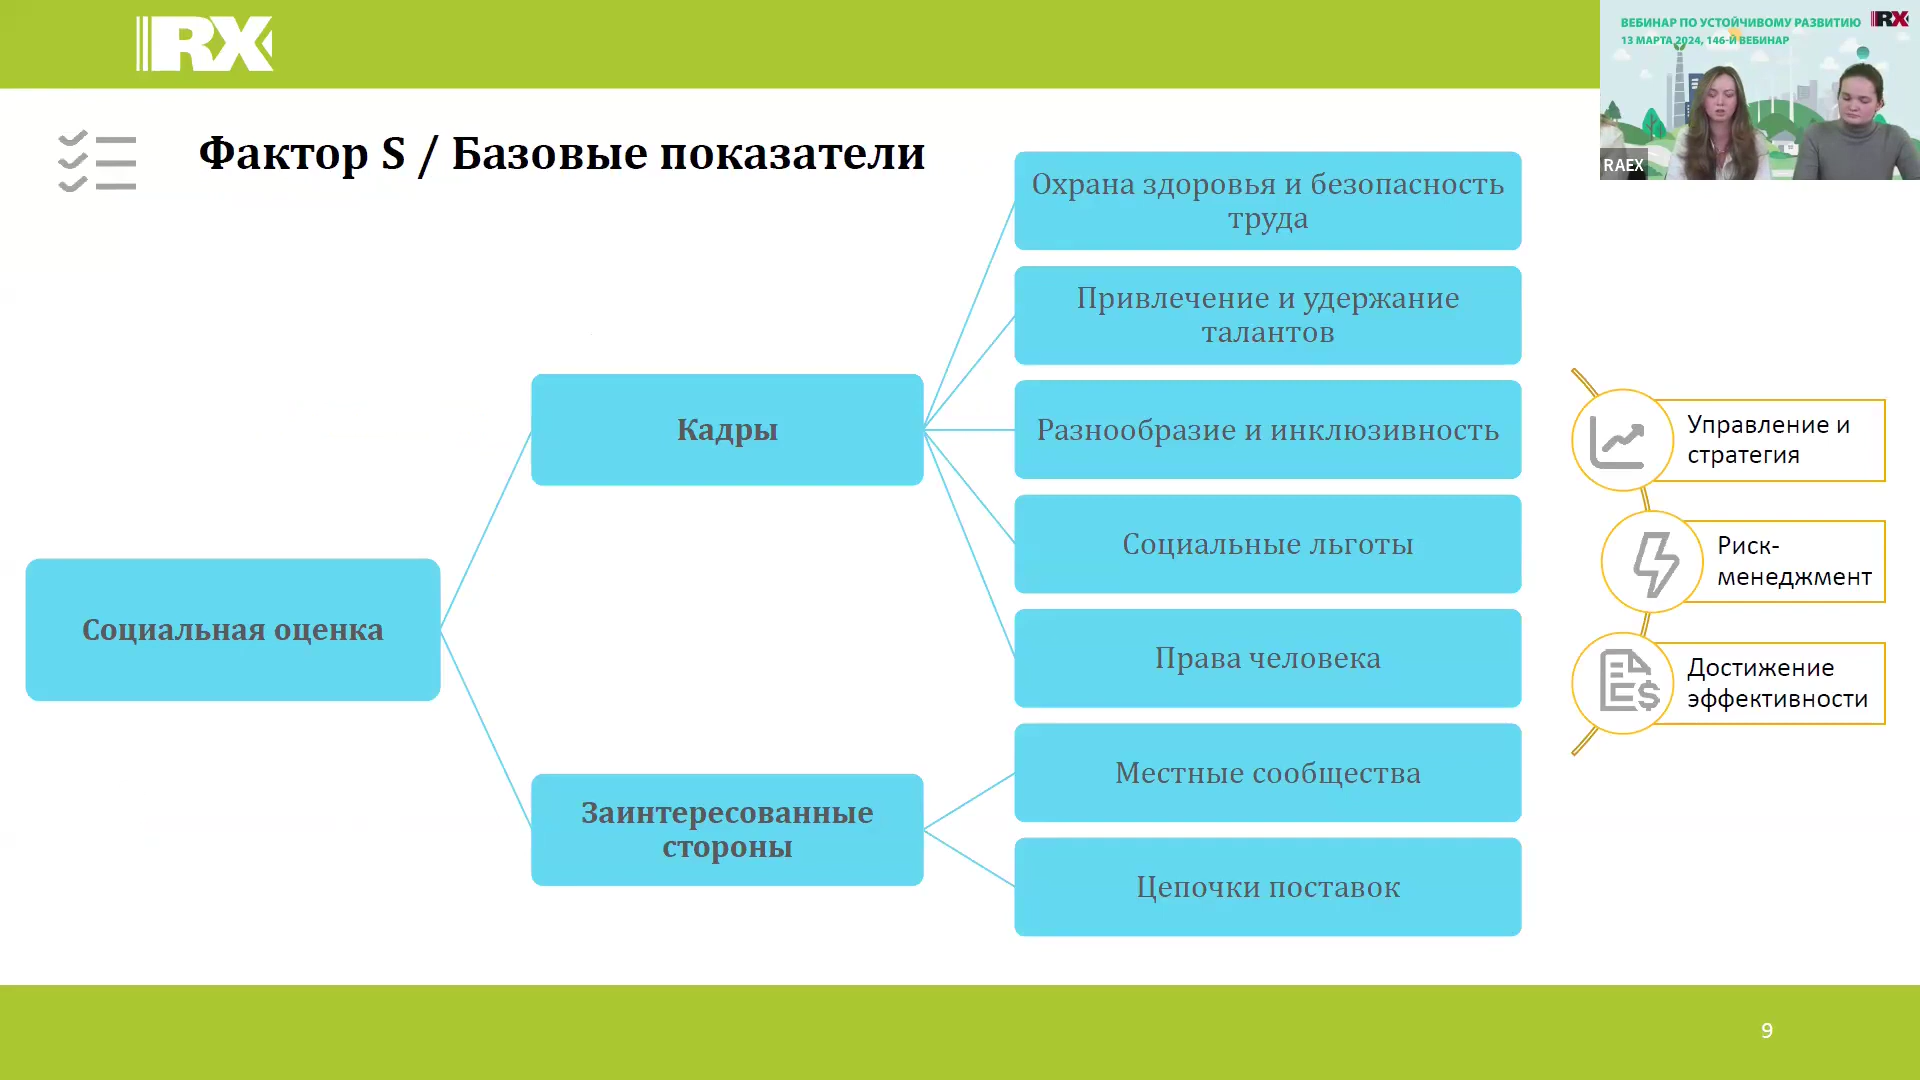 RX
ВЕБИНАР ПО УСТОЙЧИВОМУ РАЗВИТИЮ
RX
13 МАРТА 2024, 146-Й ВЕБИНАР
RAEX
Фактор S / Базовые показатели
Социальная оценка
Кадры
Заинтересованные
стороны
Охрана здоровья и безопасность
труда
Привлечение и удержание
талантов
Разнообразие и инклюзивность
Социальные льготы
Права человека
Местные сообщества
Цепочки поставок
Управление и
стратегия
Риск-
менеджмент
Достижение
эффективности
9